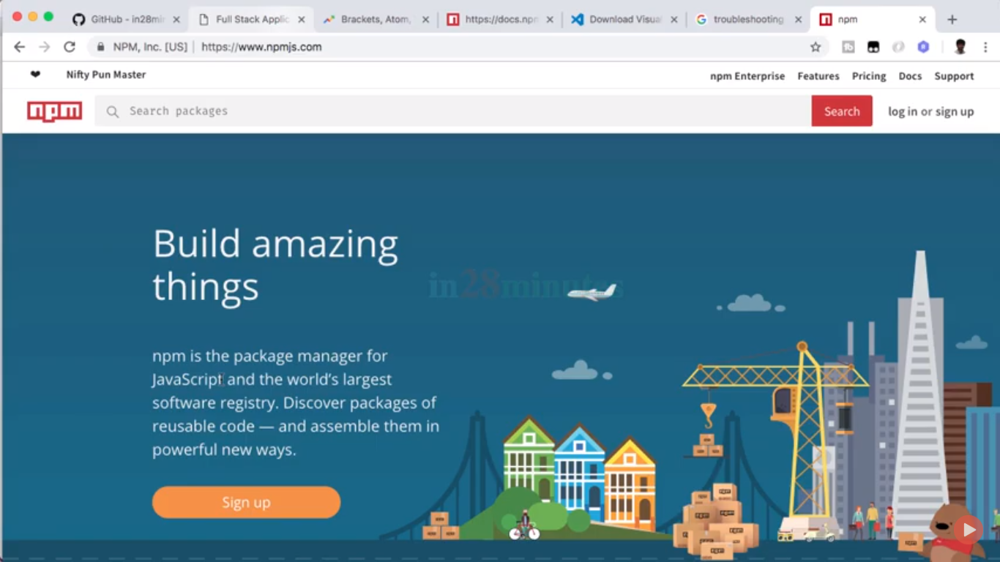 GitHub - in28mi
Full Stack Applic
Brackets, Atom,
https://docs.npn
Download Visua
troubleshooting
npm
NPM, Inc. [US] | https://www.npmjs.com
❤ Nifty Pun Master
npm Enterprise Features Pricing Docs Support
npm
Search packages
Search
log in or sign up
Build amazing
things
in28minutes
npm is the package manager for
JavaScript and the world's largest
software registry. Discover packages of
reusable code — and assemble them in
powerful new ways.
Sign up